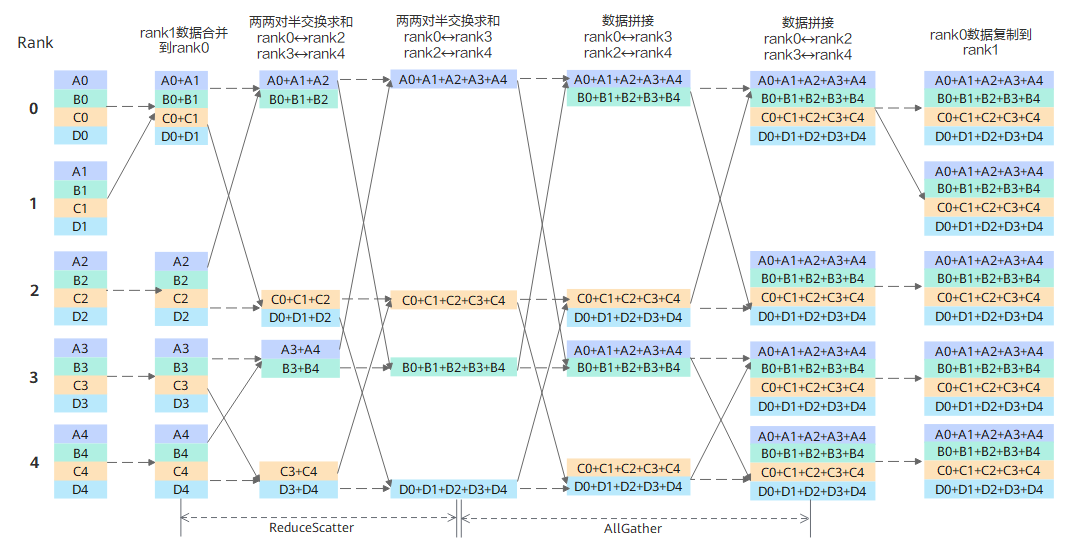 Rank
rank1数据合并
到rank0
两两对半交换求和
rank0↔rank2
rank3↔rank4
两两对半交换求和
rank0↔rank3
rank2↔rank4
数据拼接
rank0↔rank3
rank2↔rank4
数据拼接
rank0↔rank2
rank3↔rank4
rank0数据复制到
rank1
0
A0
B0
C0
D0
A0+A1
B0+B1
C0+C1
D0+D1
A0+A1+A2
B0+B1+B2
A0+A1+A2+A3+A4
A0+A1+A2+A3+A4
B0+B1+B2+B3+B4
A0+A1+A2+A3+A4
B0+B1+B2+B3+B4
C0+C1+C2+C3+C4
D0+D1+D2+D3+D4
A0+A1+A2+A3+A4
B0+B1+B2+B3+B4
C0+C1+C2+C3+C4
D0+D1+D2+D3+D4
1
A1
B1
C1
D1
A0+A1+A2+A3+A4
B0+B1+B2+B3+B4
C0+C1+C2+C3+C4
D0+D1+D2+D3+D4
2
A2
B2
C2
D2
A2
B2
C2
D2
C0+C1+C2
D0+D1+D2
C0+C1+C2+C3+C4
C0+C1+C2+C3+C4
D0+D1+D2+D3+D4
A0+A1+A2+A3+A4
B0+B1+B2+B3+B4
C0+C1+C2+C3+C4
D0+D1+D2+D3+D4
A0+A1+A2+A3+A4
B0+B1+B2+B3+B4
C0+C1+C2+C3+C4
D0+D1+D2+D3+D4
3
A3
B3
C3
D3
A3
B3
C3
D3
A3+A4
B3+B4
B0+B1+B2+B3+B4
A0+A1+A2+A3+A4
B0+B1+B2+B3+B4
A0+A1+A2+A3+A4
B0+B1+B2+B3+B4
C0+C1+C2+C3+C4
D0+D1+D2+D3+D4
A0+A1+A2+A3+A4
B0+B1+B2+B3+B4
C0+C1+C2+C3+C4
D0+D1+D2+D3+D4
4
A4
B4
C4
D4
A4
B4
C4
D4
C3+C4
D3+D4
D0+D1+D2+D3+D4
C0+C1+C2+C3+C4
D0+D1+D2+D3+D4
A0+A1+A2+A3+A4
B0+B1+B2+B3+B4
C0+C1+C2+C3+C4
D0+D1+D2+D3+D4
A0+A1+A2+A3+A4
B0+B1+B2+B3+B4
C0+C1+C2+C3+C4
D0+D1+D2+D3+D4
ReduceScatter
AllGather